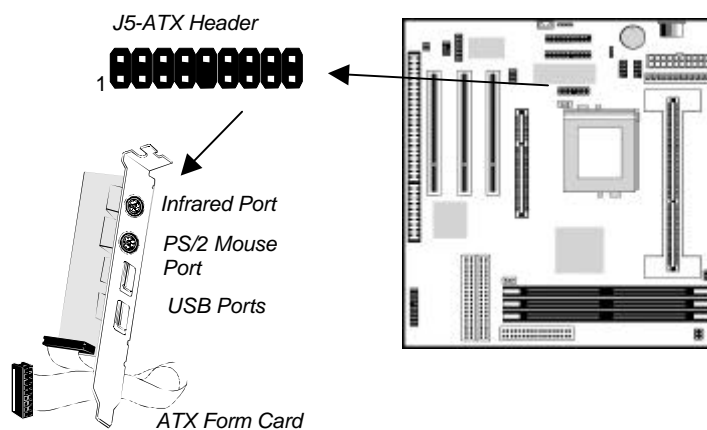 J5-ATX Header
1
Infrared Port
PS/2 Mouse
Port
USB Ports
ATX Form Card